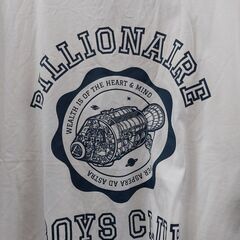 BILLIONAIRE
WEALTH IS OF THE HEART & MIND
PER ASPERA AD ASTRA
BOYS CLUB